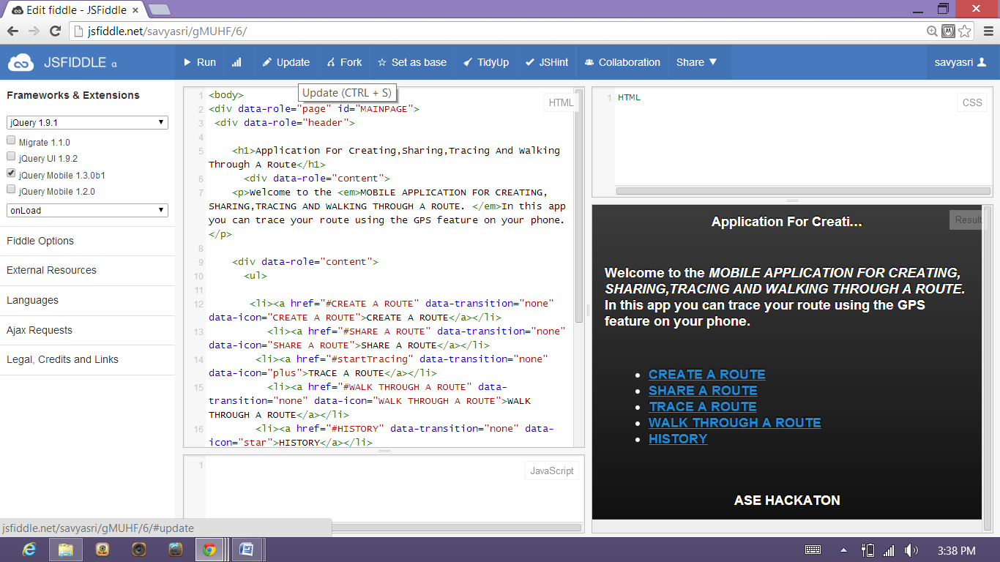 Edit fiddle - JSFiddle
jsfiddle.net/savyasri/gMUHF/6/
JSFIDDLE α
Run
Update
Fork
Set as base
TidyUp
JSHint
Collaboration
Share
savyasri
Update (CTRL + S)
Frameworks & Extensions
jQuery 1.9.1
Migrate 1.1.0
jQuery UI 1.9.2
jQuery Mobile 1.3.0b1
jQuery Mobile 1.2.0
onLoad
Fiddle Options
External Resources
Languages
Ajax Requests
Legal, Credits and Links
HTML
1 <body>
2 <div data-role="page" id="MAINPAGE">
3 <div data-role="header">
4
5 <h1>Application For Creating,Sharing,Tracing And Walking
Through A Route</h1>
6 <div data-role="content">
7 <p>Welcome to the <em>MOBILE APPLICATION FOR CREATING,
SHARING,TRACING AND WALKING THROUGH A ROUTE. </em>In this app
you can trace your route using the GPS feature on your phone.
</p>
8
9 <div data-role="content">
10 <ul>
11
12 <li><a href="#CREATE A ROUTE" data-transition="none"
data-icon="CREATE A ROUTE">CREATE A ROUTE</a></li>
13 <li><a href="#SHARE A ROUTE" data-transition="none"
data-icon="SHARE A ROUTE">SHARE A ROUTE</a></li>
14 <li><a href="#startTracing" data-transition="none"
data-icon="plus">TRACE A ROUTE</a></li>
15 <li><a href="#WALK THROUGH A ROUTE" data-
transition="none" data-icon="WALK THROUGH A ROUTE">WALK
THROUGH A ROUTE</a></li>
16 <li><a href="#HISTORY" data-transition="none" data-
icon="star">HISTORY</a></li>
1
JavaScript
1 HTML
CSS
Application For Creati...
Result
Welcome to the MOBILE APPLICATION FOR CREATING,
SHARING,TRACING AND WALKING THROUGH A ROUTE.
In this app you can trace your route using the GPS
feature on your phone.
• CREATE A ROUTE
• SHARE A ROUTE
• TRACE A ROUTE
• WALK THROUGH A ROUTE
• HISTORY
ASE HACKATON
jsfiddle.net/savyasri/gMUHF/6/#update
3:38 PM